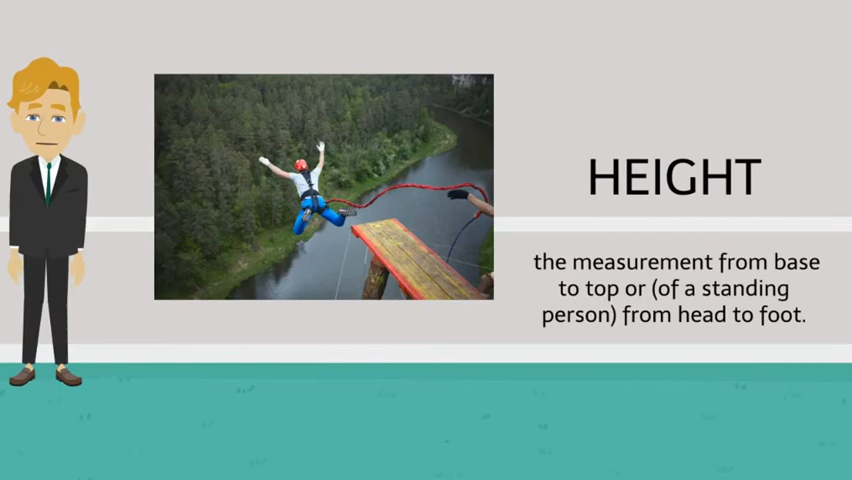 HEIGHT
the measurement from base
to top or (of a standing
person) from head to foot.